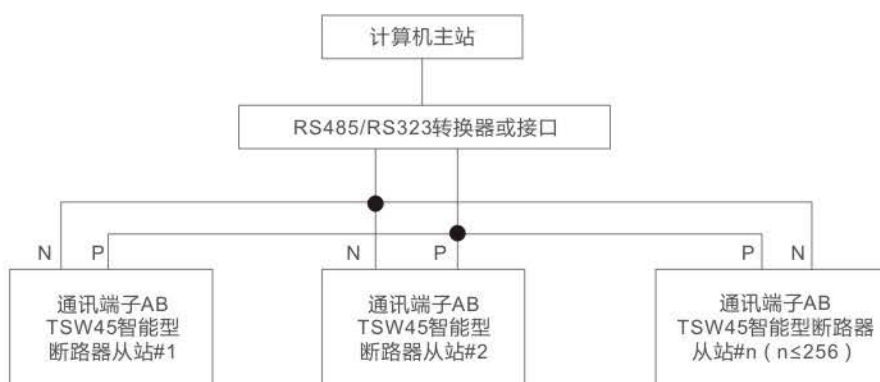 计算机主站
RS485/RS323转换器或接口
N P N P P N
通讯端子AB
TSW45智能型
断路器从站#1
通讯端子AB
TSW45智能型
断路器从站#2
通讯端子AB
TSW45智能型断路器
从站#n(n≤256)